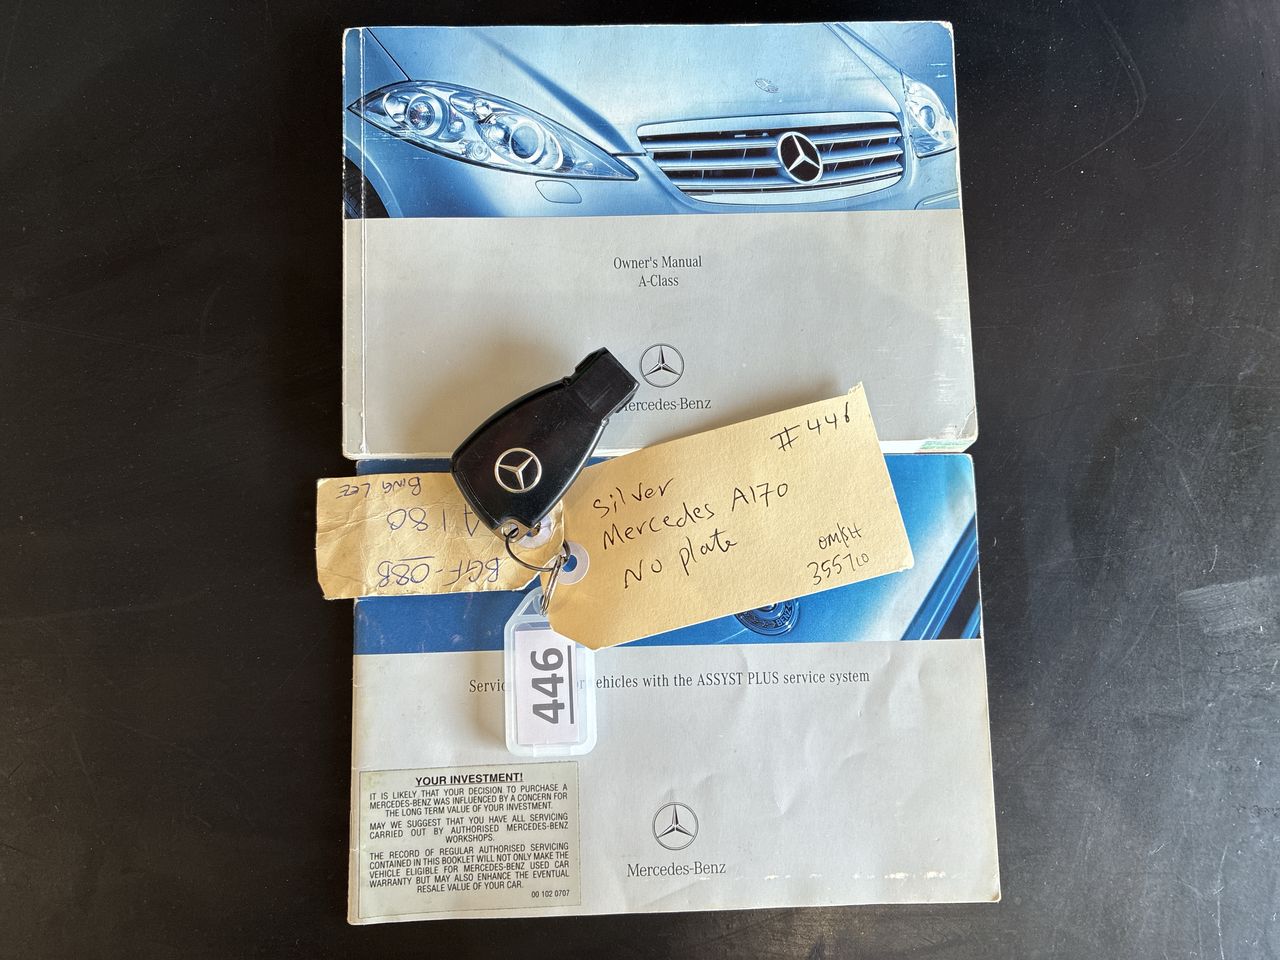 Owner's Manual
A-Class
Mercedes-Benz
# 446
Silver
Mercedes A170
No plate
BING LEE
A180
BGF-08B
446
vehicles with the ASSYST PLUS service system
YOUR INVESTMENT!
IT IS LIKELY THAT YOUR DECISION TO PURCHASE A
MERCEDES-BENZ WAS INFLUENCED BY A CONCERN FOR
THE LONG TERM VALUE OF YOUR INVESTMENT.
MAY WE SUGGEST THAT YOU HAVE ALL SERVICING
CARRIED OUT BY AUTHORISED MERCEDES-BENZ
WORKSHOPS.
THE RECORD OF REGULAR AUTHORISED SERVICING
CONTAINED IN THIS BOOKLET WILL NOT ONLY MAKE THE
VEHICLE ELIGIBLE FOR MERCEDES-BENZ USED CAR
WARRANTY BUT MAY ALSO ENHANCE THE EVENTUAL
RESALE VALUE OF YOUR CAR.
00 102 0707
Mercedes-Benz